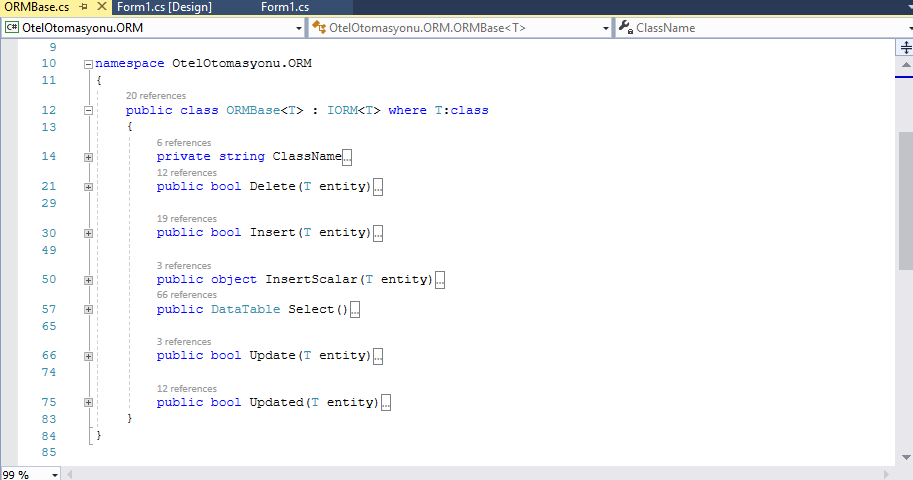 ORMBase.cs Form1.cs [Design] Form1.cs
C# OtelOtomasyonu.ORM OtelOtomasyonu.ORM.ORMBase<T> ClassName
9
10 namespace OtelOtomasyonu.ORM
11 {
20 references
12 public class ORMBase<T> : IORM<T> where T:class
13 {
6 references
14 private string ClassName...
12 references
21 public bool Delete(T entity)...
29
19 references
30 public bool Insert(T entity)...
49
3 references
50 public object InsertScalar(T entity)...
66 references
57 public DataTable Select()...
65
3 references
66 public bool Update(T entity)...
74
12 references
75 public bool Updated(T entity)...
83 }
84 }
85
99 %